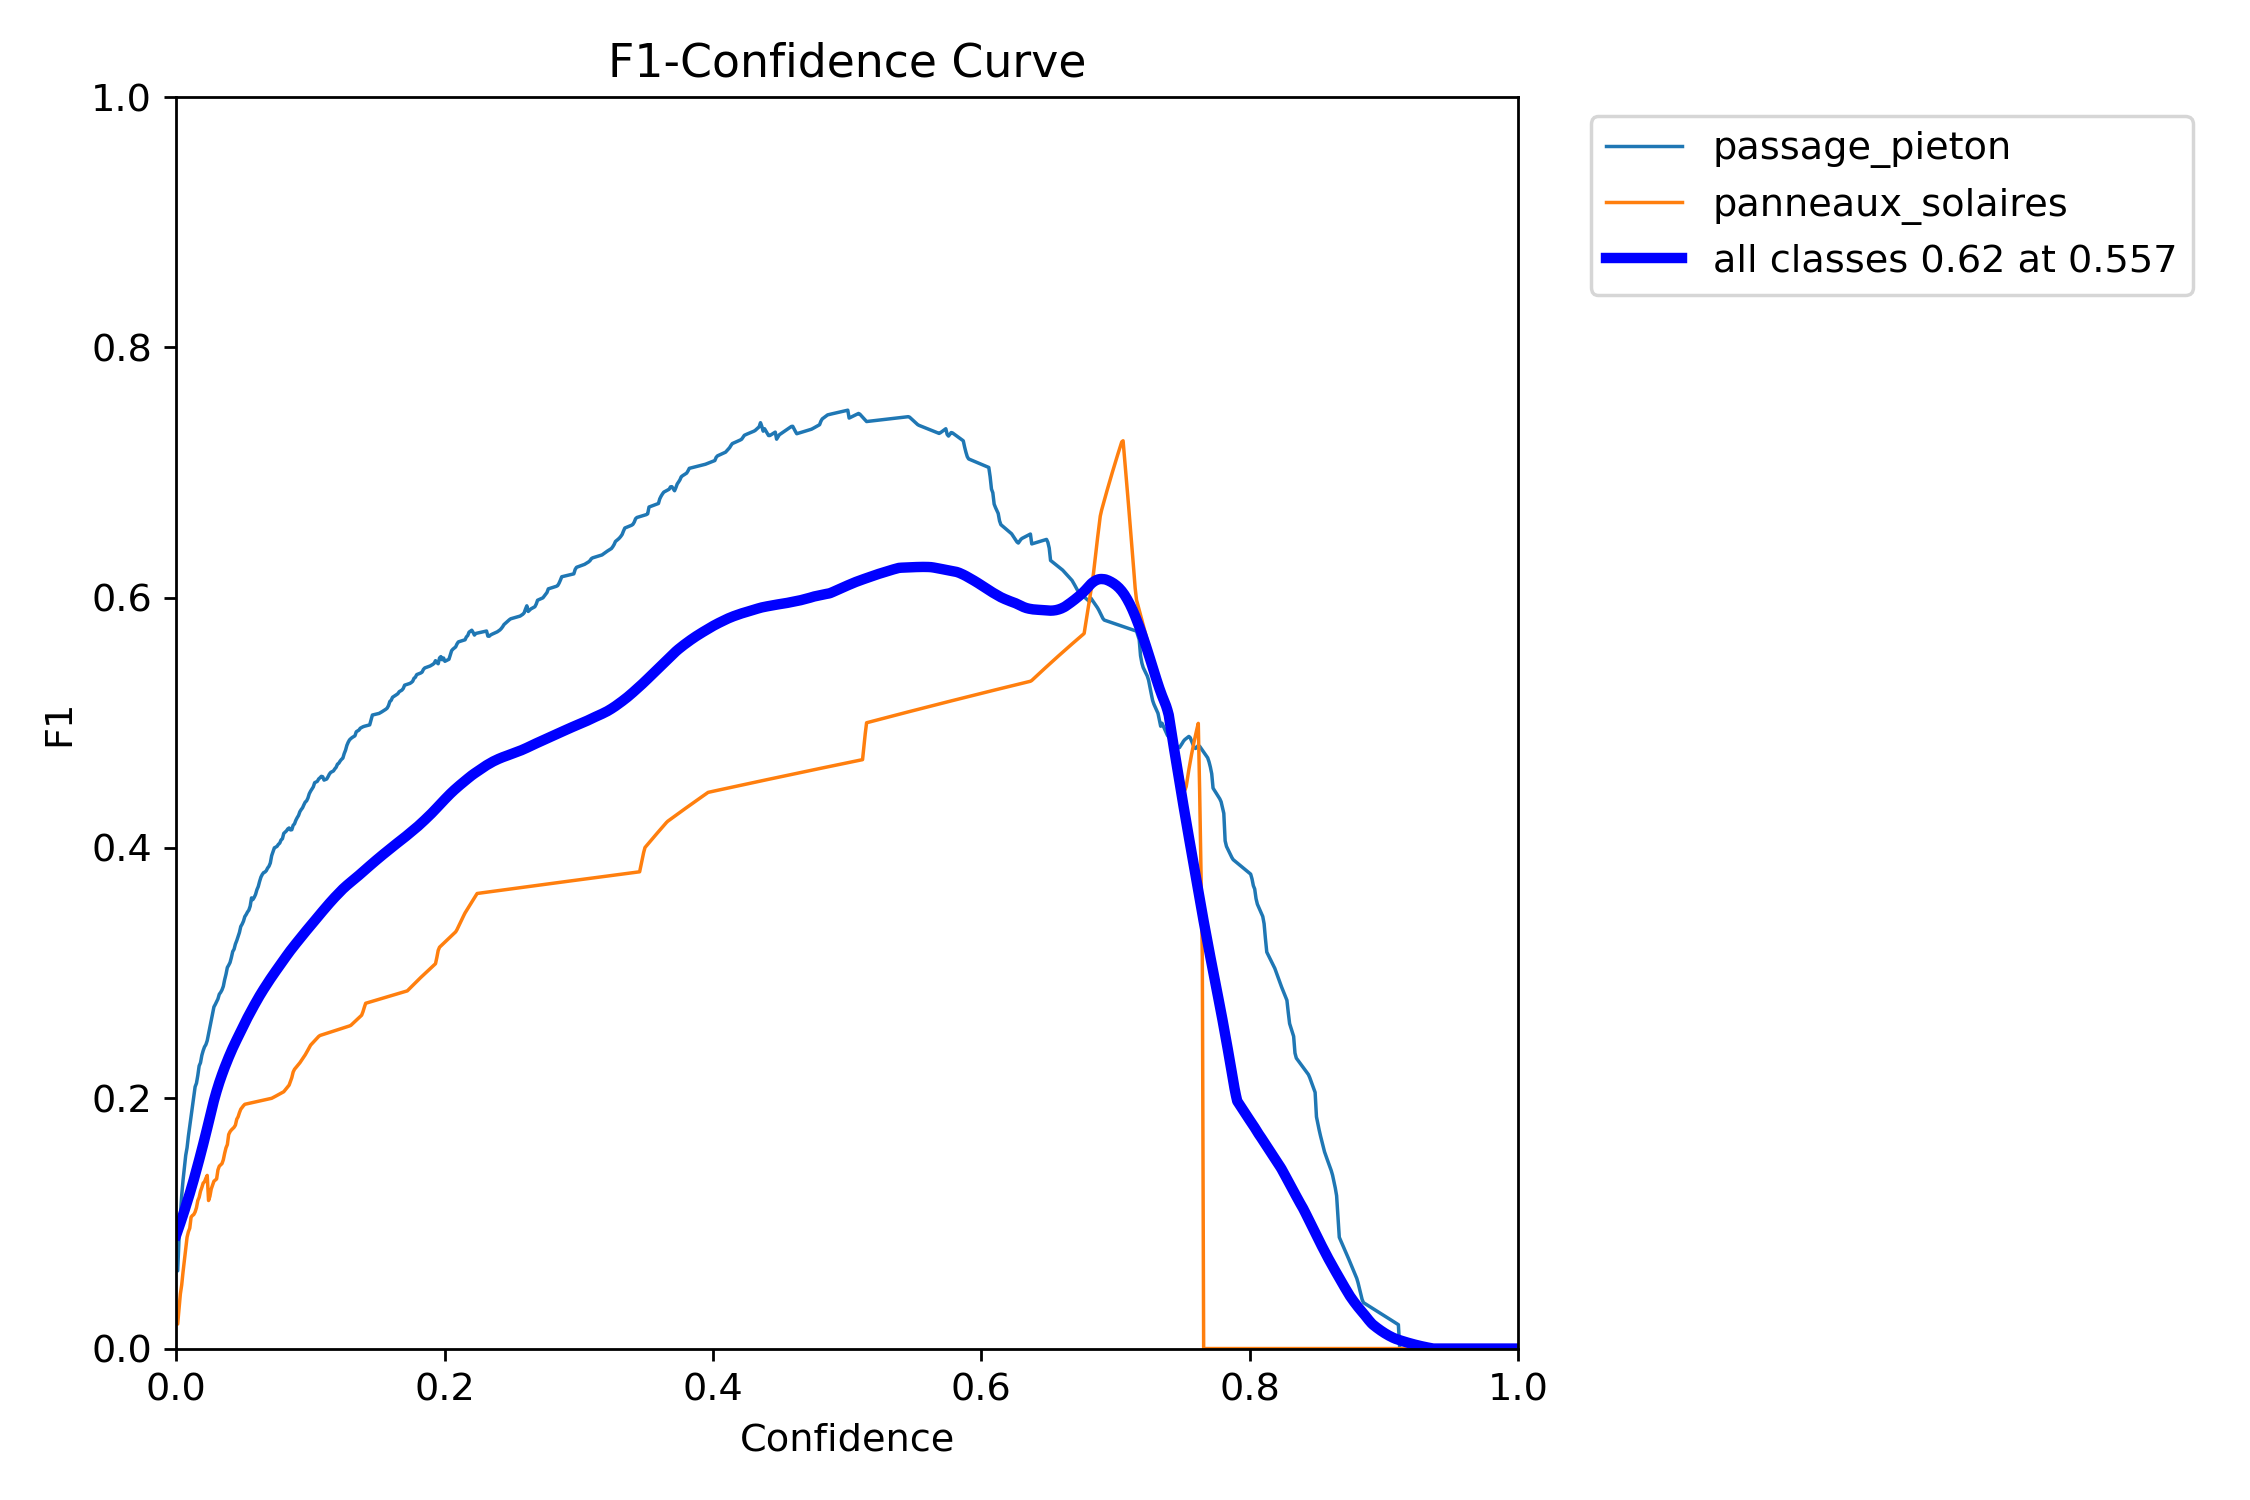 F1-Confidence Curve
1.0
0.8
0.6
0.4
0.2
0.0
F1
0.0 0.2 0.4 0.6 0.8 1.0
Confidence
passage_pieton
panneaux_solaires
all classes 0.62 at 0.557